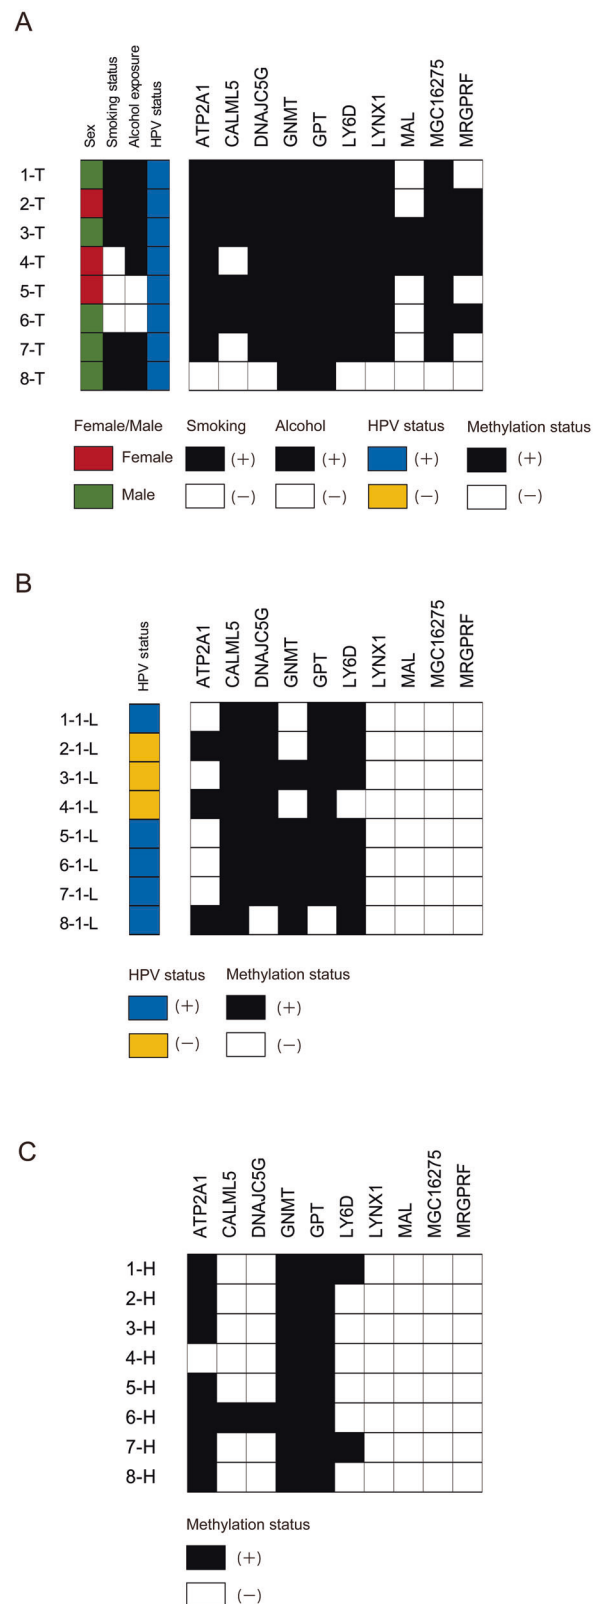 A
Sex
Smoking status
Alcohol exposure
HPV status
ATP2A1
CALML5
DNAJC5G
GNMT
GPT
LY6D
LYNX1
MAL
MGC16275
MRGPRF
1-T
2-T
3-T
4-T
5-T
6-T
7-T
8-T
Female/Male Smoking Alcohol HPV status Methylation status
Female (+) (+) (+) (+)
Male (−) (−) (−) (−)
B
HPV status
ATP2A1
CALML5
DNAJC5G
GNMT
GPT
LY6D
LYNX1
MAL
MGC16275
MRGPRF
1-1-L
2-1-L
3-1-L
4-1-L
5-1-L
6-1-L
7-1-L
8-1-L
HPV status Methylation status
(+) (+)
(−) (−)
C
ATP2A1
CALML5
DNAJC5G
GNMT
GPT
LY6D
LYNX1
MAL
MGC16275
MRGPRF
1-H
2-H
3-H
4-H
5-H
6-H
7-H
8-H
Methylation status
(+)
(−)